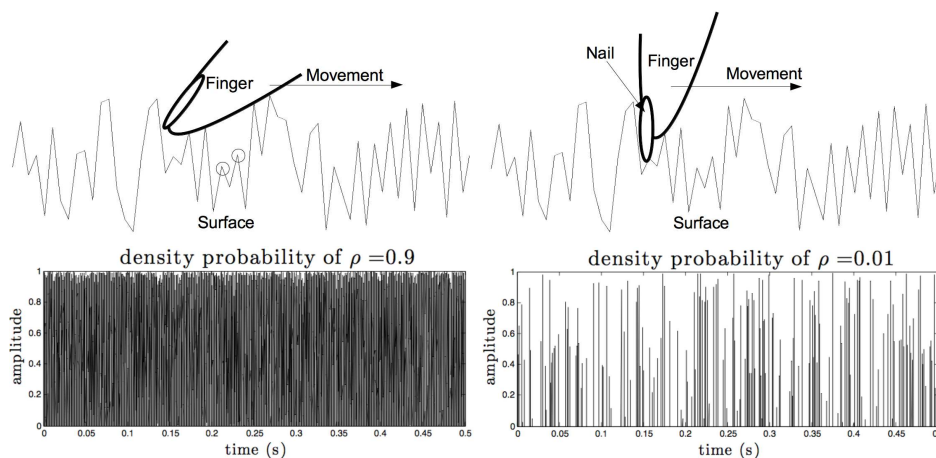 Finger
Movement
Surface
Nail
Finger
Movement
Surface
density probability of ρ =0.9
amplitude
1
0.8
0.6
0.4
0.2
0
0 0.05 0.1 0.15 0.2 0.25 0.3 0.35 0.4 0.45 0.5
time (s)
density probability of ρ =0.01
amplitude
1
0.8
0.6
0.4
0.2
0
0 0.05 0.1 0.15 0.2 0.25 0.3 0.35 0.4 0.45
time (s)